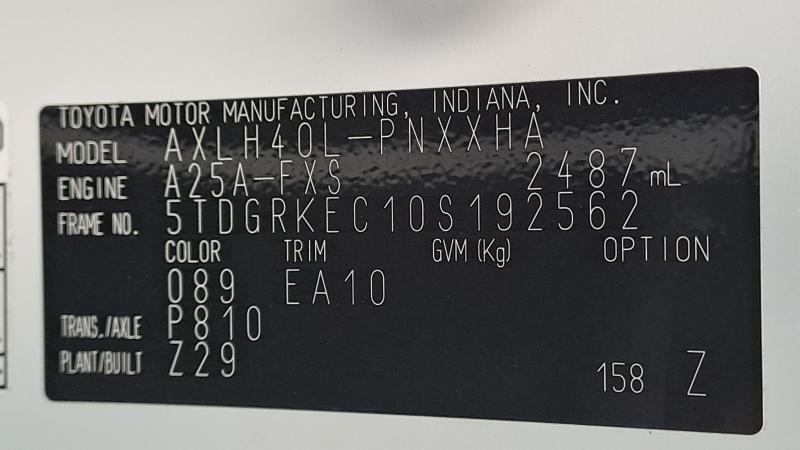 TOYOTA MOTOR MANUFACTURING, INDIANA, INC.
MODEL AXLH40L-PNXXHA
ENGINE A25A-FXS 2487 mL
FRAME NO. 5TDGRKEC10S192562
COLOR TRIM GVM (Kg) OPTION
089 EA10
TRANS./AXLE P810
PLANT/BUILT Z29 158 Z